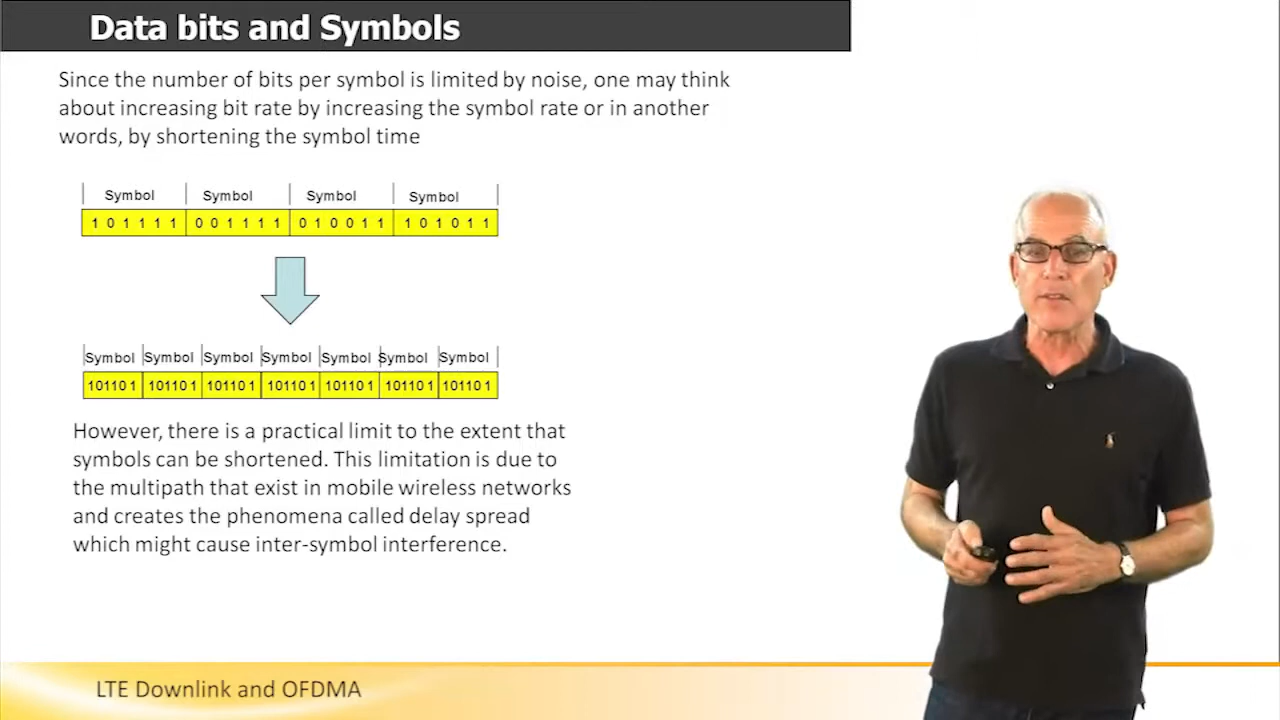 Data bits and Symbols
Since the number of bits per symbol is limited by noise, one may think
about increasing bit rate by increasing the symbol rate or in another
words, by shortening the symbol time
Symbol Symbol Symbol Symbol
1 0 1 1 1 1 0 0 1 1 1 1 0 1 0 0 1 1 1 0 1 0 1 1
Symbol Symbol Symbol Symbol Symbol Symbol Symbol
101101 101101 101101 101101 101101 101101 101101
However, there is a practical limit to the extent that
symbols can be shortened. This limitation is due to
the multipath that exist in mobile wireless networks
and creates the phenomena called delay spread
which might cause inter-symbol interference.
LTE Downlink and OFDMA